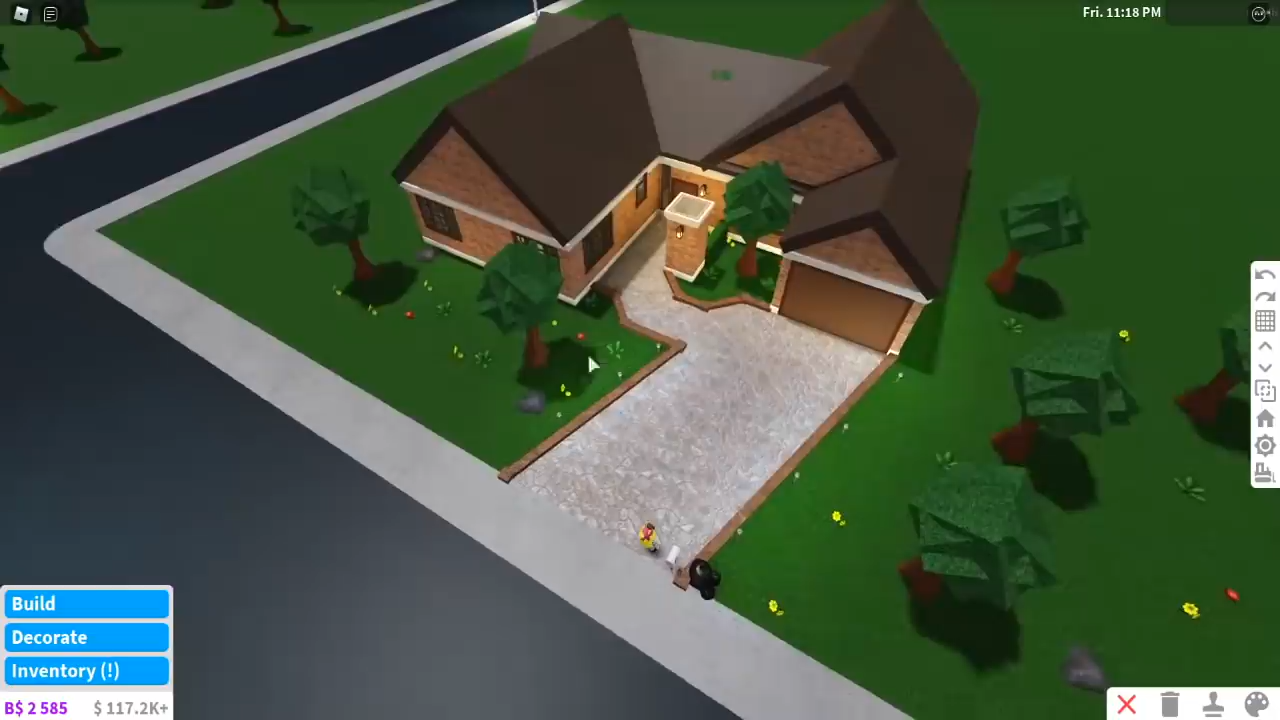 Fri. 11:18 PM
Build
Decorate
Inventory (!)
B$ 2 585 $ 117.2K+